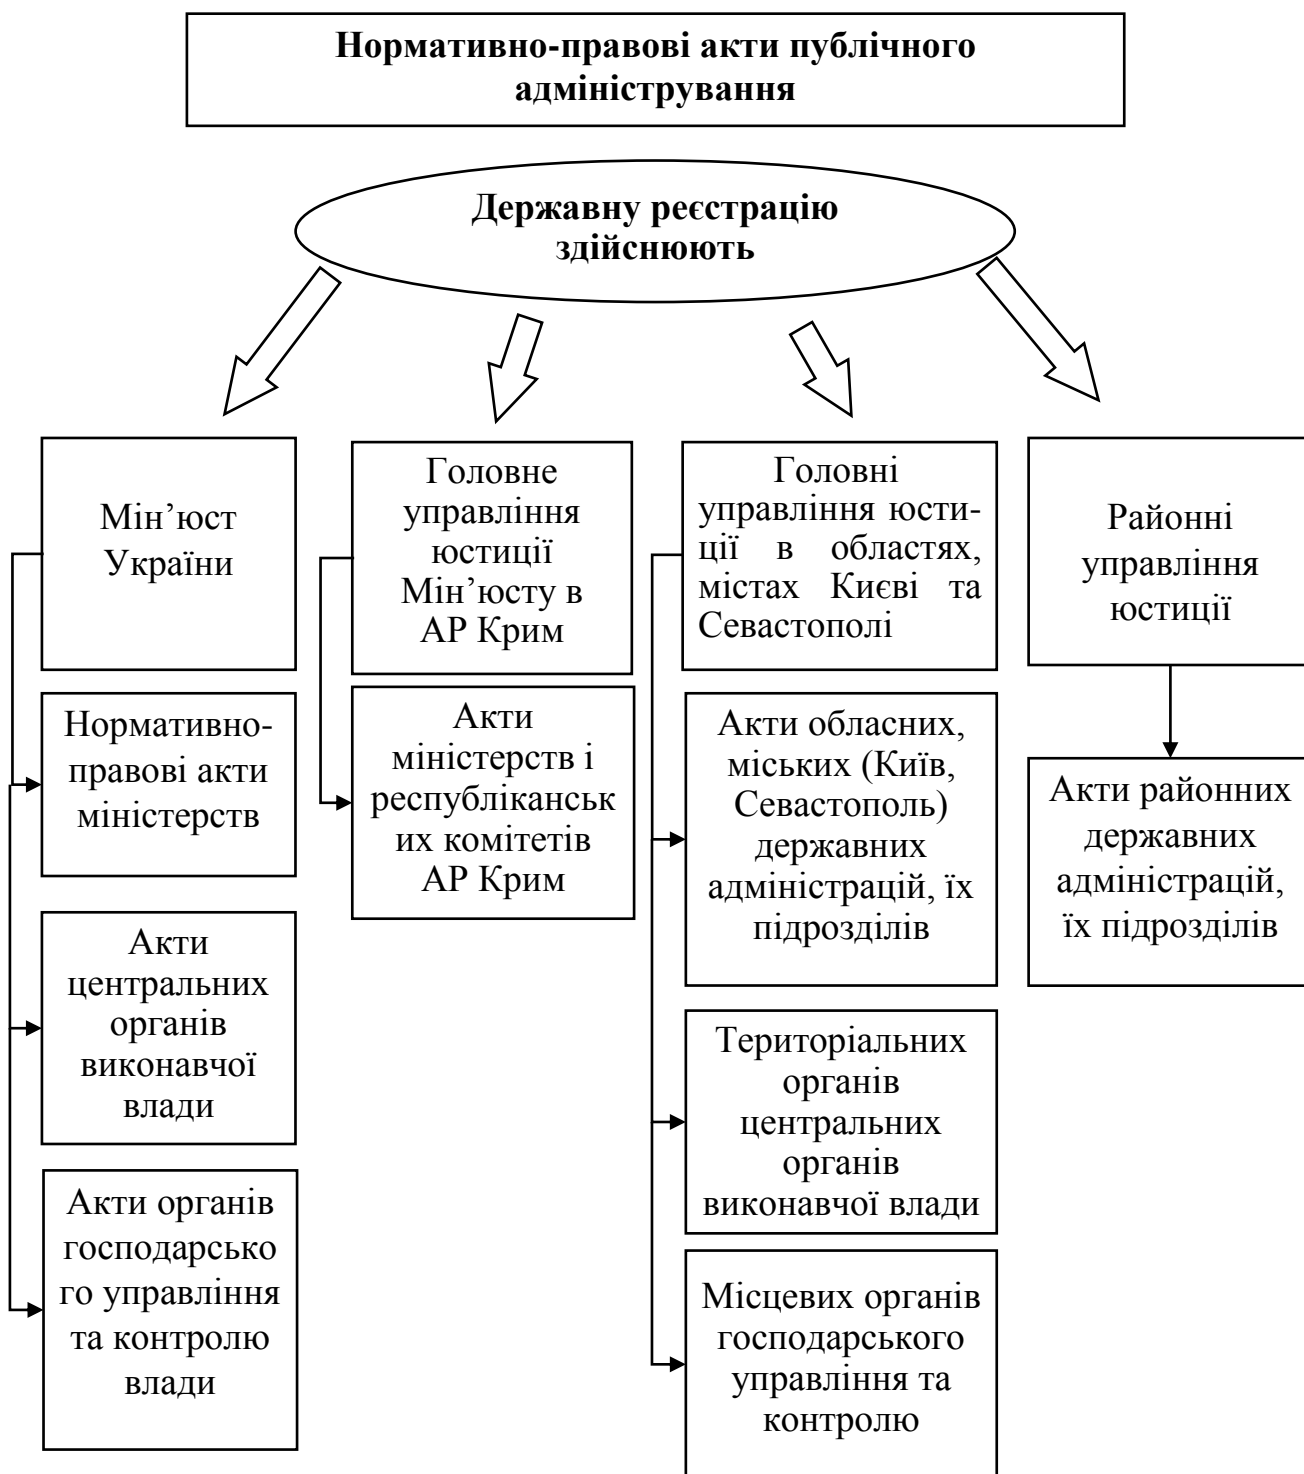 Нормативно-правові акти публічного
адміністрування
Державну реєстрацію
здійснюють
Мін’юст
України
Головне
управління
юстиції
Мін’юсту в
АР Крим
Головні
управління юсти-
ції в областях,
містах Києві та
Севастополі
Районні
управління
юстиції
Нормативно-
правові акти
міністерств
Акти
міністерств і
республіканськ
их комітетів
АР Крим
Акти обласних,
міських (Київ,
Севастополь)
державних
адміністрацій, їх
підрозділів
Акти районних
державних
адміністрацій,
їх підрозділів
Акти
центральних
органів
виконавчої
влади
Територіальних
органів
центральних
органів
виконавчої влади
Акти органів
господарсько
го управління
та контролю
влади
Місцевих органів
господарського
управління та
контролю